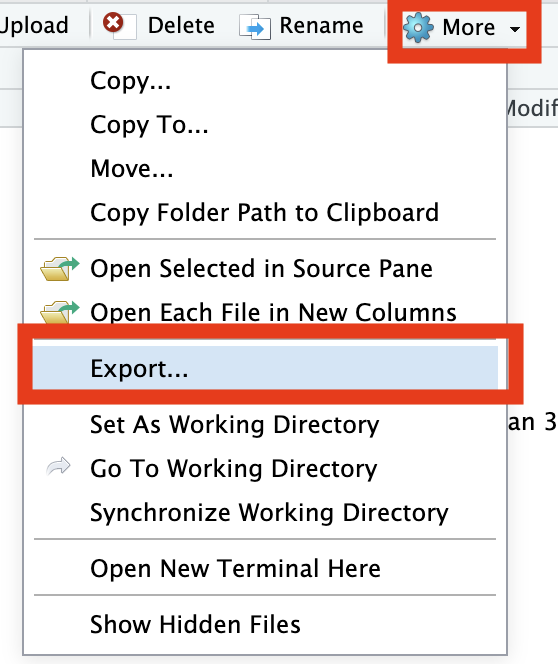 Upload Delete Rename More
Modif
Copy...
Copy To...
Move...
Copy Folder Path to Clipboard
Open Selected in Source Pane
Open Each File in New Columns
Export...
Set As Working Directory
an 3
Go To Working Directory
Synchronize Working Directory
Open New Terminal Here
Show Hidden Files